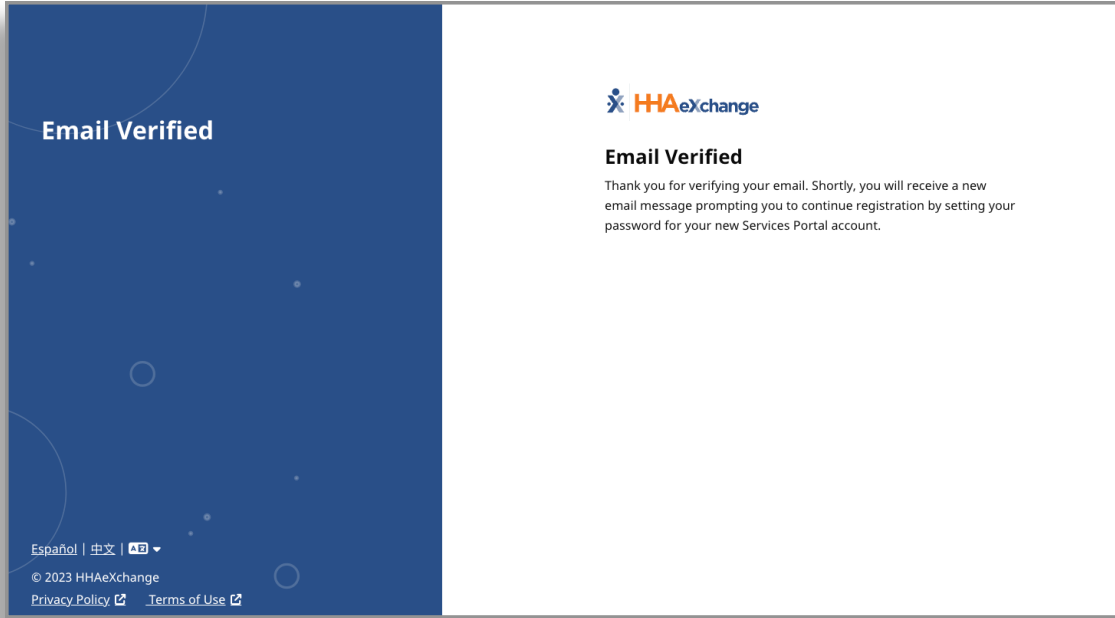 Email Verified
Español | 中文 |
© 2023 HHAeXchange
Privacy Policy Terms of Use
HHAeXchange
Email Verified
Thank you for verifying your email. Shortly, you will receive a new
email message prompting you to continue registration by setting your
password for your new Services Portal account.